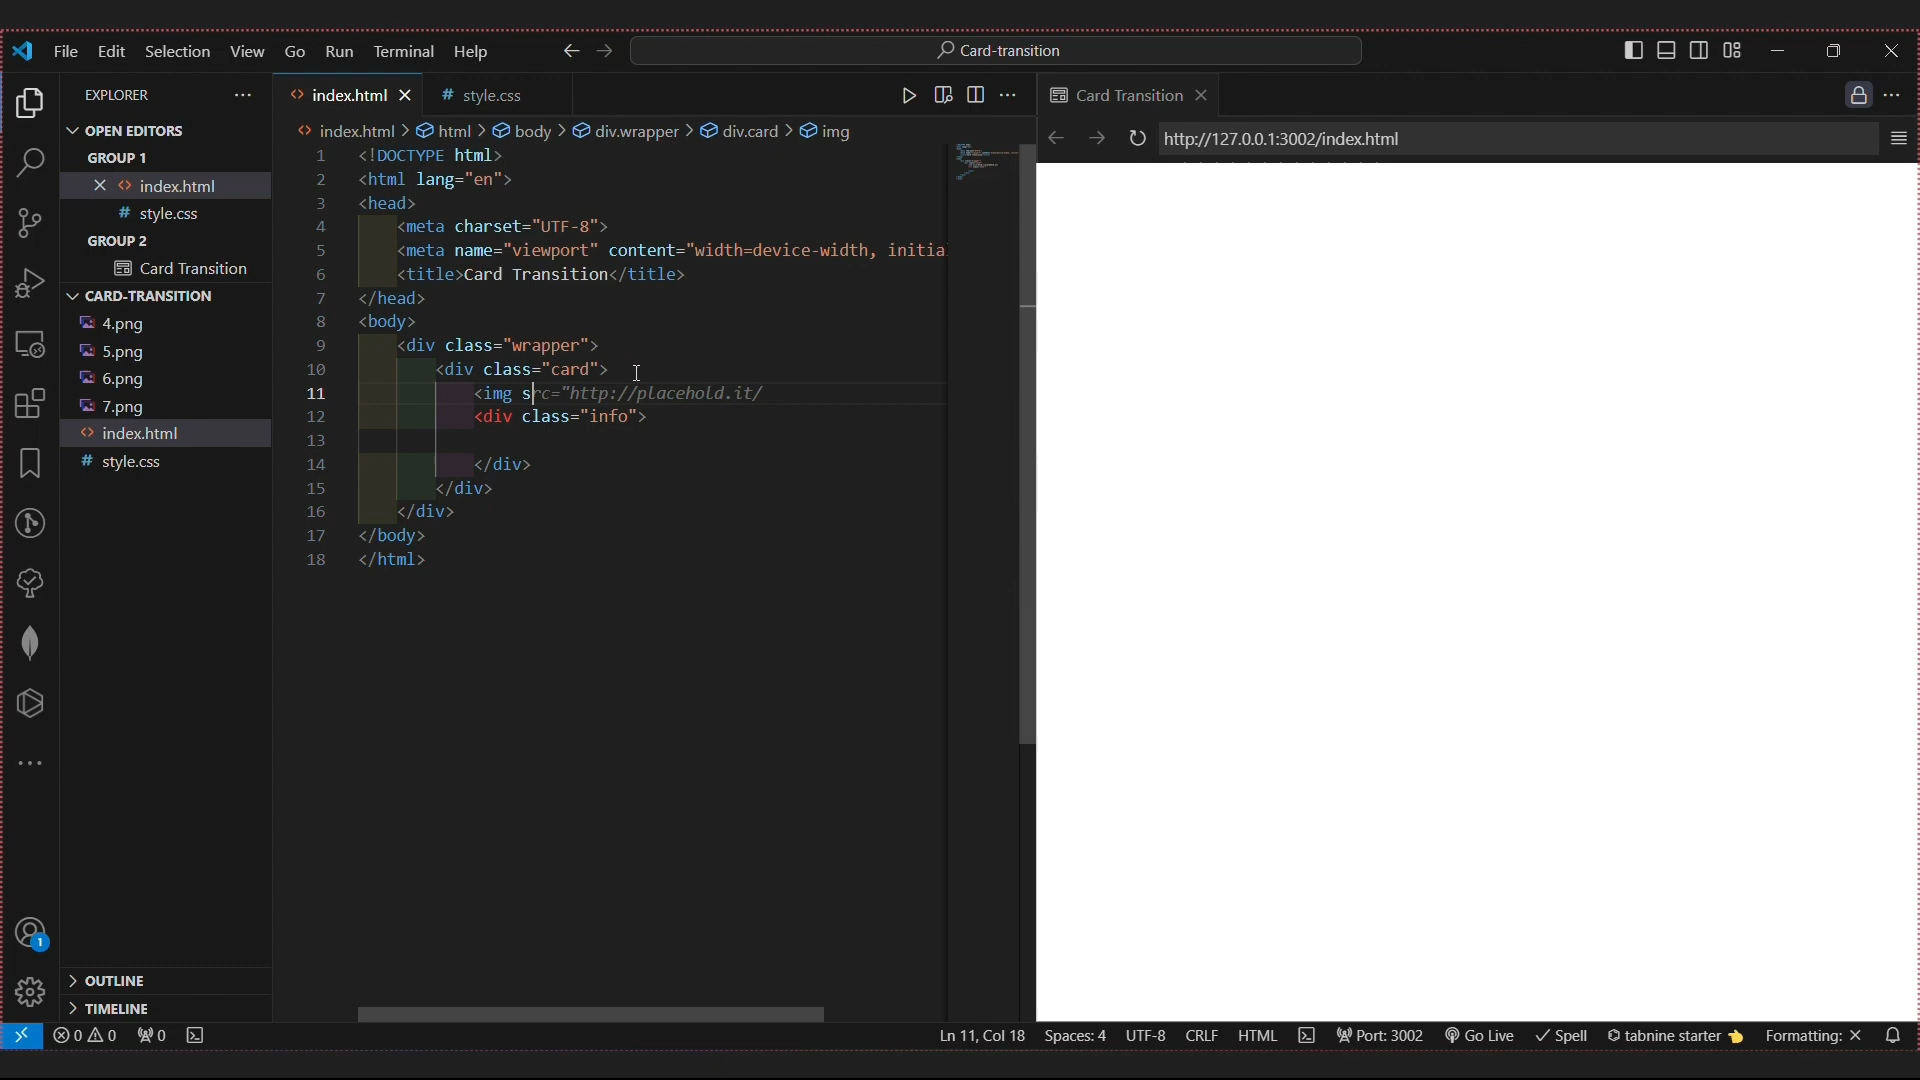 File Edit Selection View Go Run Terminal Help
Card-transition
EXPLORER
OPEN EDITORS
GROUP 1
index.html
# style.css
GROUP 2
Card Transition
CARD-TRANSITION
4.png
5.png
6.png
7.png
<> index.html
# style.css
OUTLINE
TIMELINE
1
<> index.html
# style.css
<> index.html > html > body > div.wrapper > div.card > img
1 <!DOCTYPE html>
2 <html lang="en">
3 <head>
4 <meta charset="UTF-8">
5 <meta name="viewport" content="width=device-width, initia
6 <title>Card Transition</title>
7 </head>
8 <body>
9 <div class="wrapper">
10 <div class="card">
11 <img src="http://placehold.it/
12 <div class="info">
13
14 </div>
15 </div>
16 </div>
17 </body>
18 </html>
Card Transition
http://127.0.0.1:3002/index.html
0 0 0
Ln 11, Col 18 Spaces: 4 UTF-8 CRLF HTML Port: 3002 Go Live Spell tabnine starter Formatting: